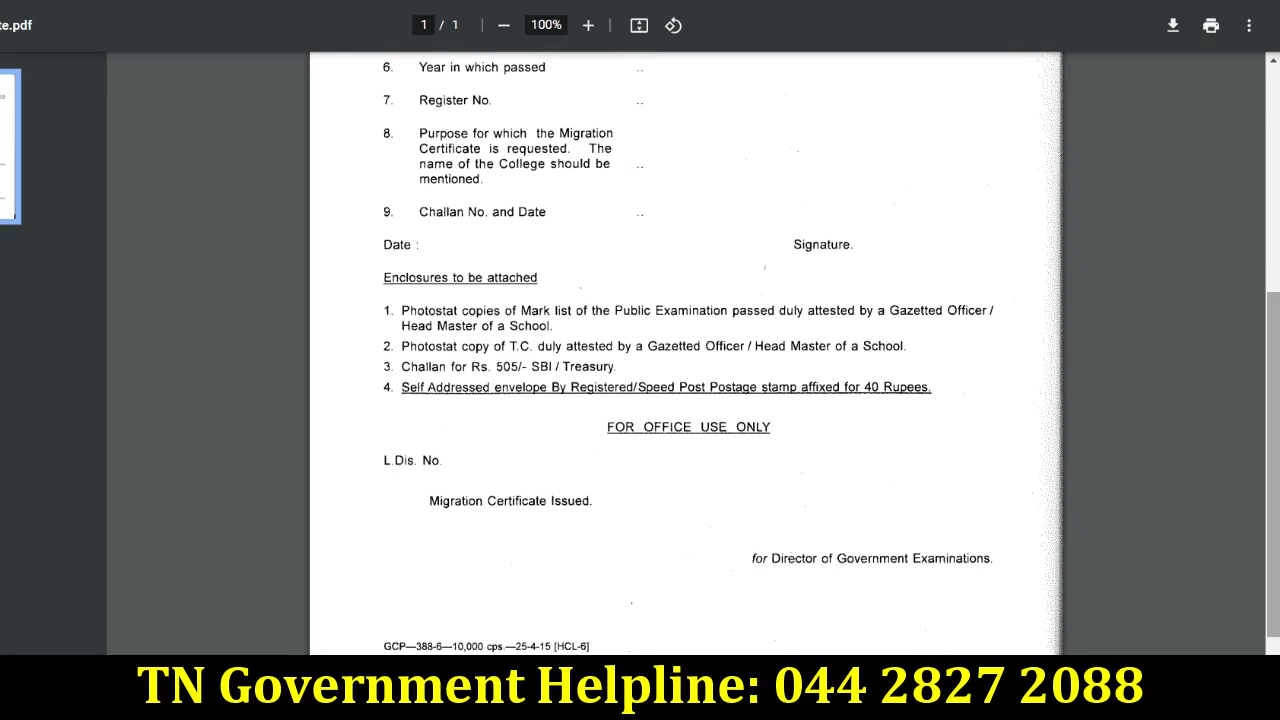 te.pdf
1 / 1
100%
6. Year in which passed ..
7. Register No. ..
8. Purpose for which the Migration
Certificate is requested. The
name of the College should be ..
mentioned.
9. Challan No. and Date ..
Date : Signature.
Enclosures to be attached
1. Photostat copies of Mark list of the Public Examination passed duly attested by a Gazetted Officer /
Head Master of a School.
2. Photostat copy of T.C. duly attested by a Gazetted Officer / Head Master of a School.
3. Challan for Rs. 505/- SBI / Treasury.
4. Self Addressed envelope By Registered/Speed Post Postage stamp affixed for 40 Rupees.
FOR OFFICE USE ONLY
L.Dis. No.
Migration Certificate Issued.
for Director of Government Examinations.
GCP—388-6—10,000 cps.—25-4-15 [HCL-6]
TN Government Helpline: 044 2827 2088